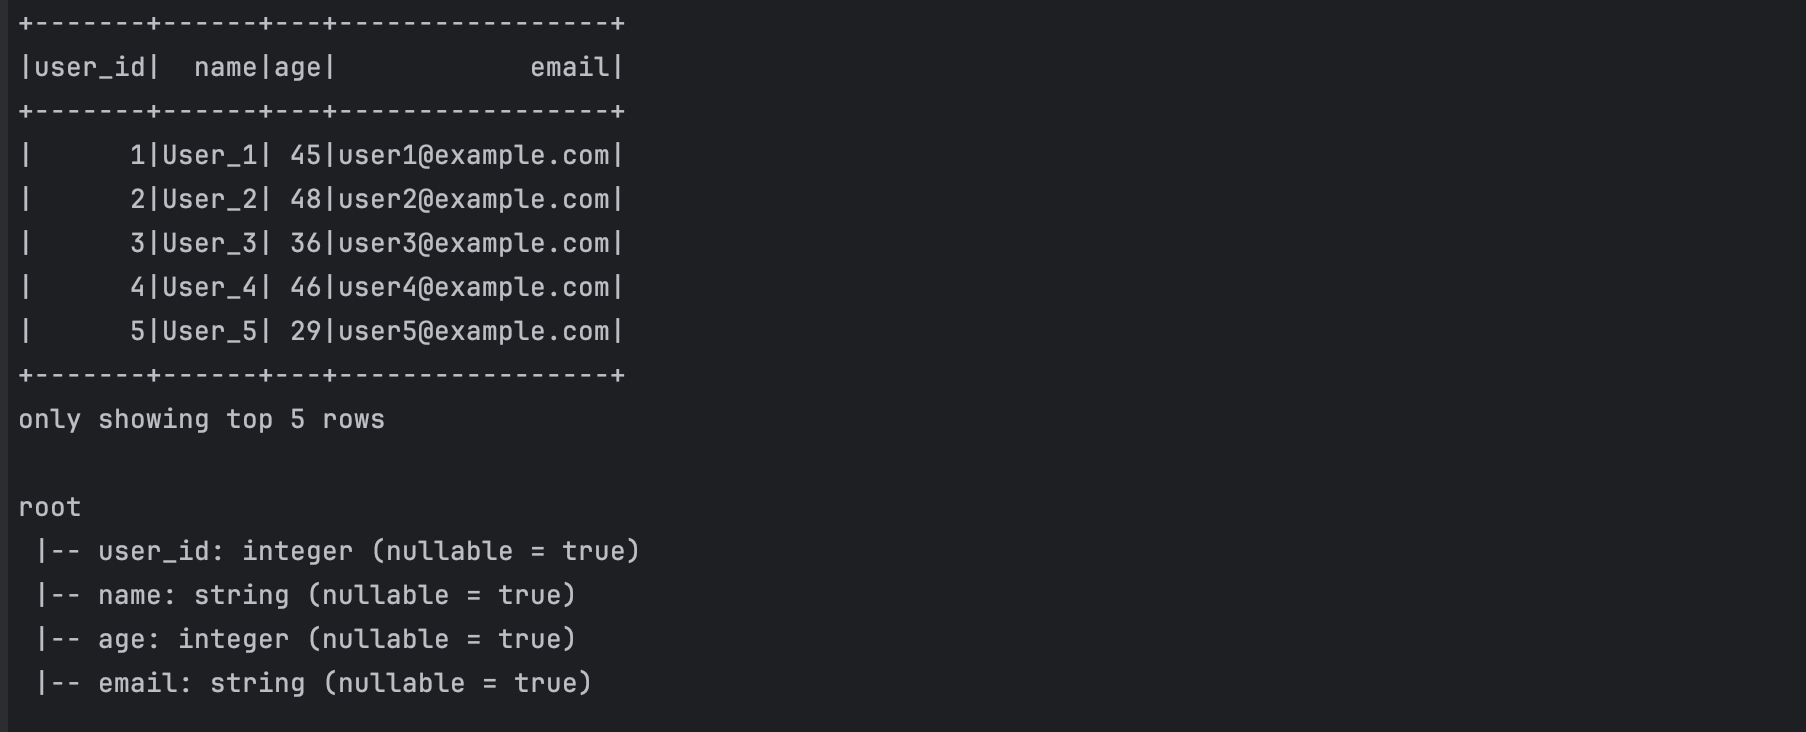 +-------+------+---+-----------------+
|user_id|  name|age|            email|
+-------+------+---+-----------------+
|      1|User_1| 45|user1@example.com|
|      2|User_2| 48|user2@example.com|
|      3|User_3| 36|user3@example.com|
|      4|User_4| 46|user4@example.com|
|      5|User_5| 29|user5@example.com|
+-------+------+---+-----------------+
only showing top 5 rows

root
 |-- user_id: integer (nullable = true)
 |-- name: string (nullable = true)
 |-- age: integer (nullable = true)
 |-- email: string (nullable = true)